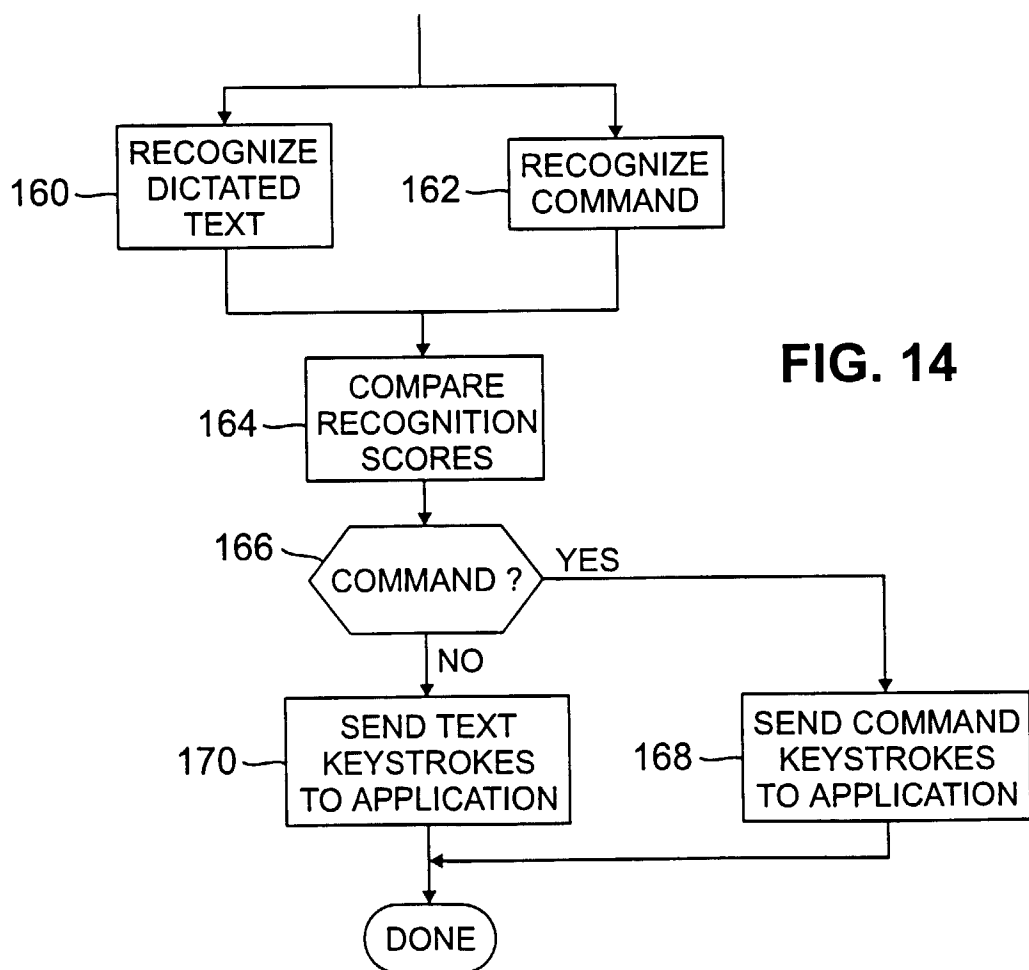 RECOGNIZE
DICTATED
TEXT
160
RECOGNIZE
COMMAND
162
FIG. 14
COMPARE
RECOGNITION
SCORES
164
166
COMMAND ?
YES
NO
SEND TEXT
KEYSTROKES
TO APPLICATION
170
SEND COMMAND
KEYSTROKES
TO APPLICATION
168
DONE